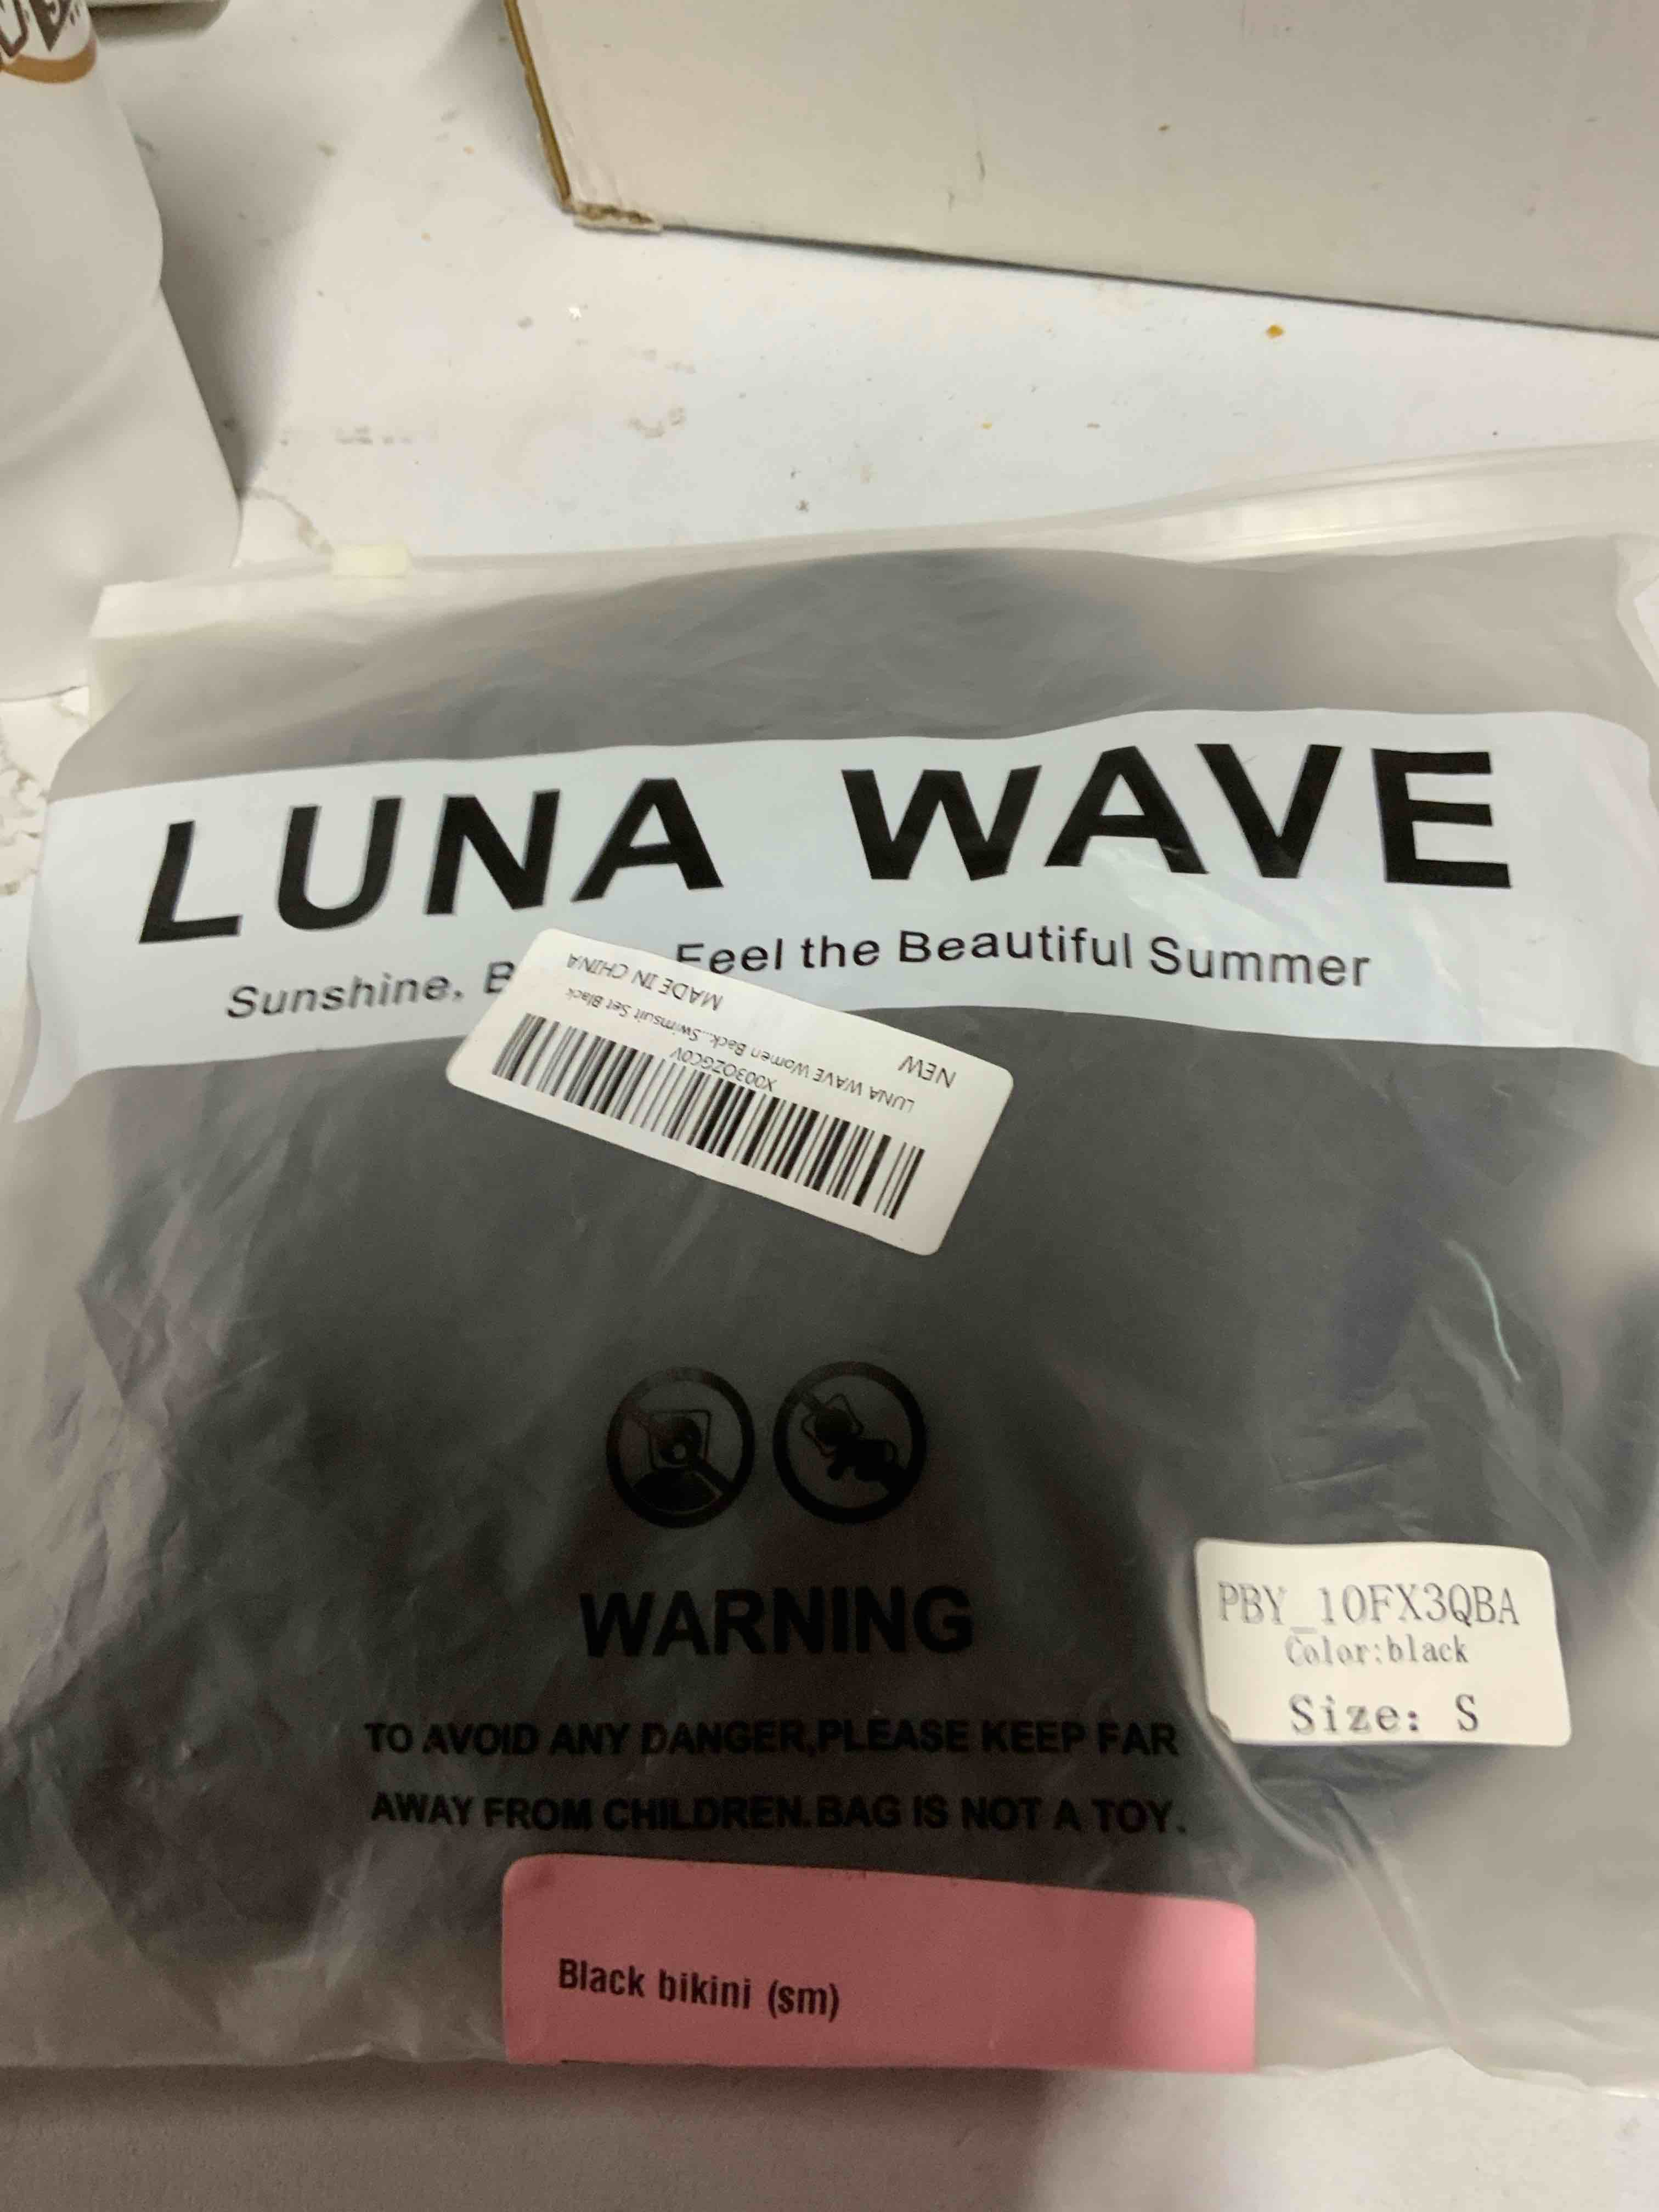 LUNA WAVE
Sunshine, B Feel the Beautiful Summer
X003OZGC0V
LUNA WAVE Women Back...Swimsuit Set Black
NEW
MADE IN CHINA
WARNING
TO AVOID ANY DANGER,PLEASE KEEP FAR
AWAY FROM CHILDREN.BAG IS NOT A TOY.
PBY_10FX3QBA
Color:black
Size: S
Black bikini (sm)